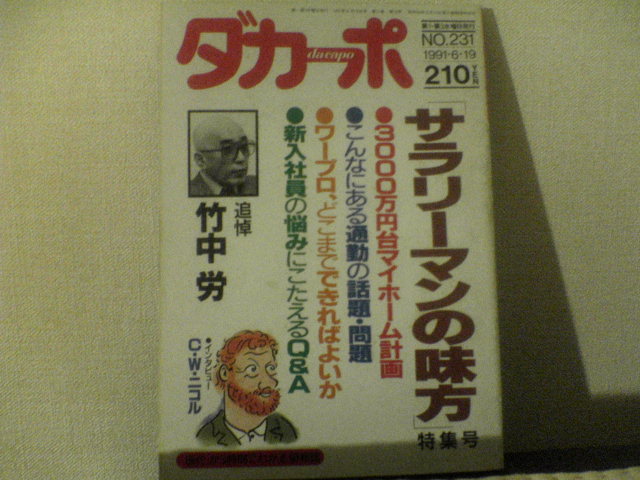 ダカーポ
da capo
NO.231
1991・6・19
210YEN
「サラリーマンの味方」
特集号
●3000万円台マイホーム計画
●こんなにある通勤の話題・問題
●ワープロ、どこまでできればよいか
●新入社員の悩みにこたえるQ&A
追悼
竹中 労
●インタビュー
C・W・ニコル